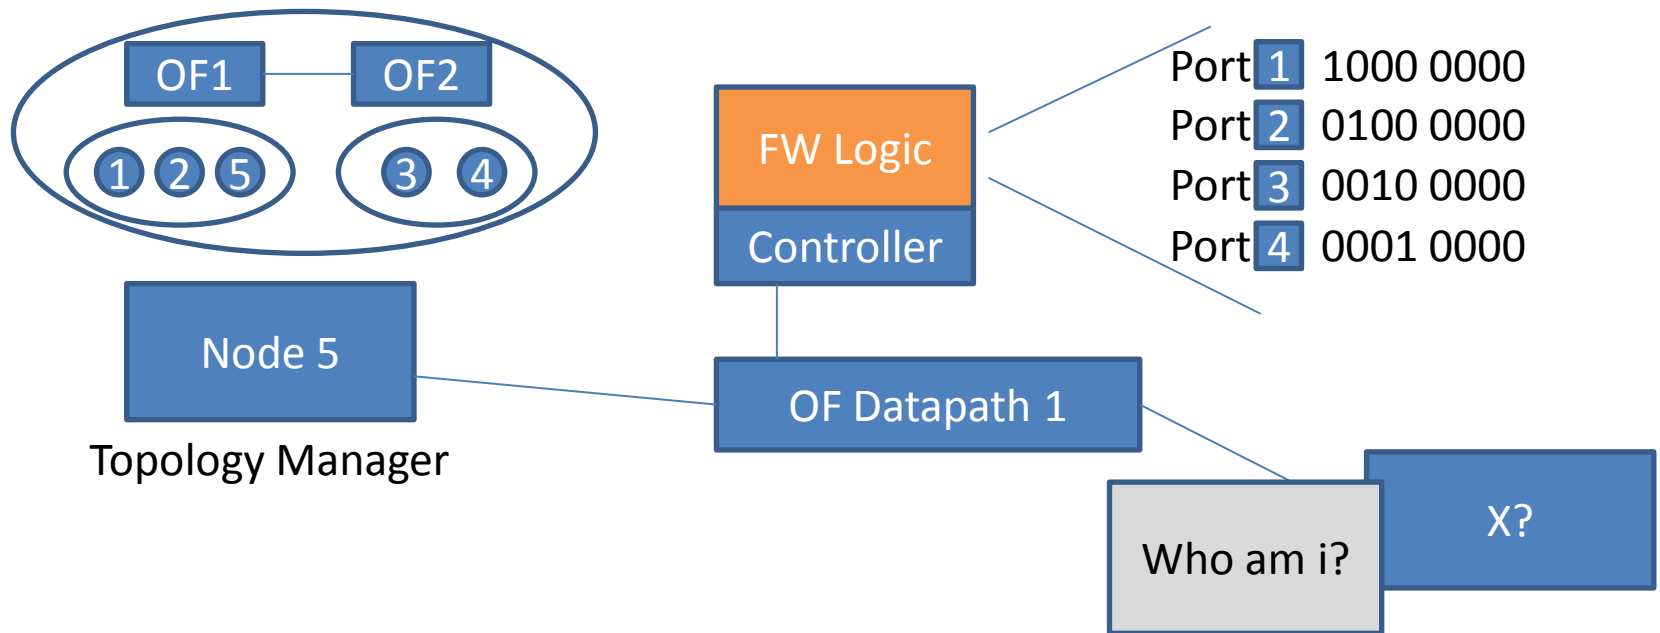 OF1 OF2
1 2 5 3 4
Node 5
Topology Manager
FW Logic
Controller
OF Datapath 1
Port 1 1000 0000
Port 2 0100 0000
Port 3 0010 0000
Port 4 0001 0000
Who am i?
X?